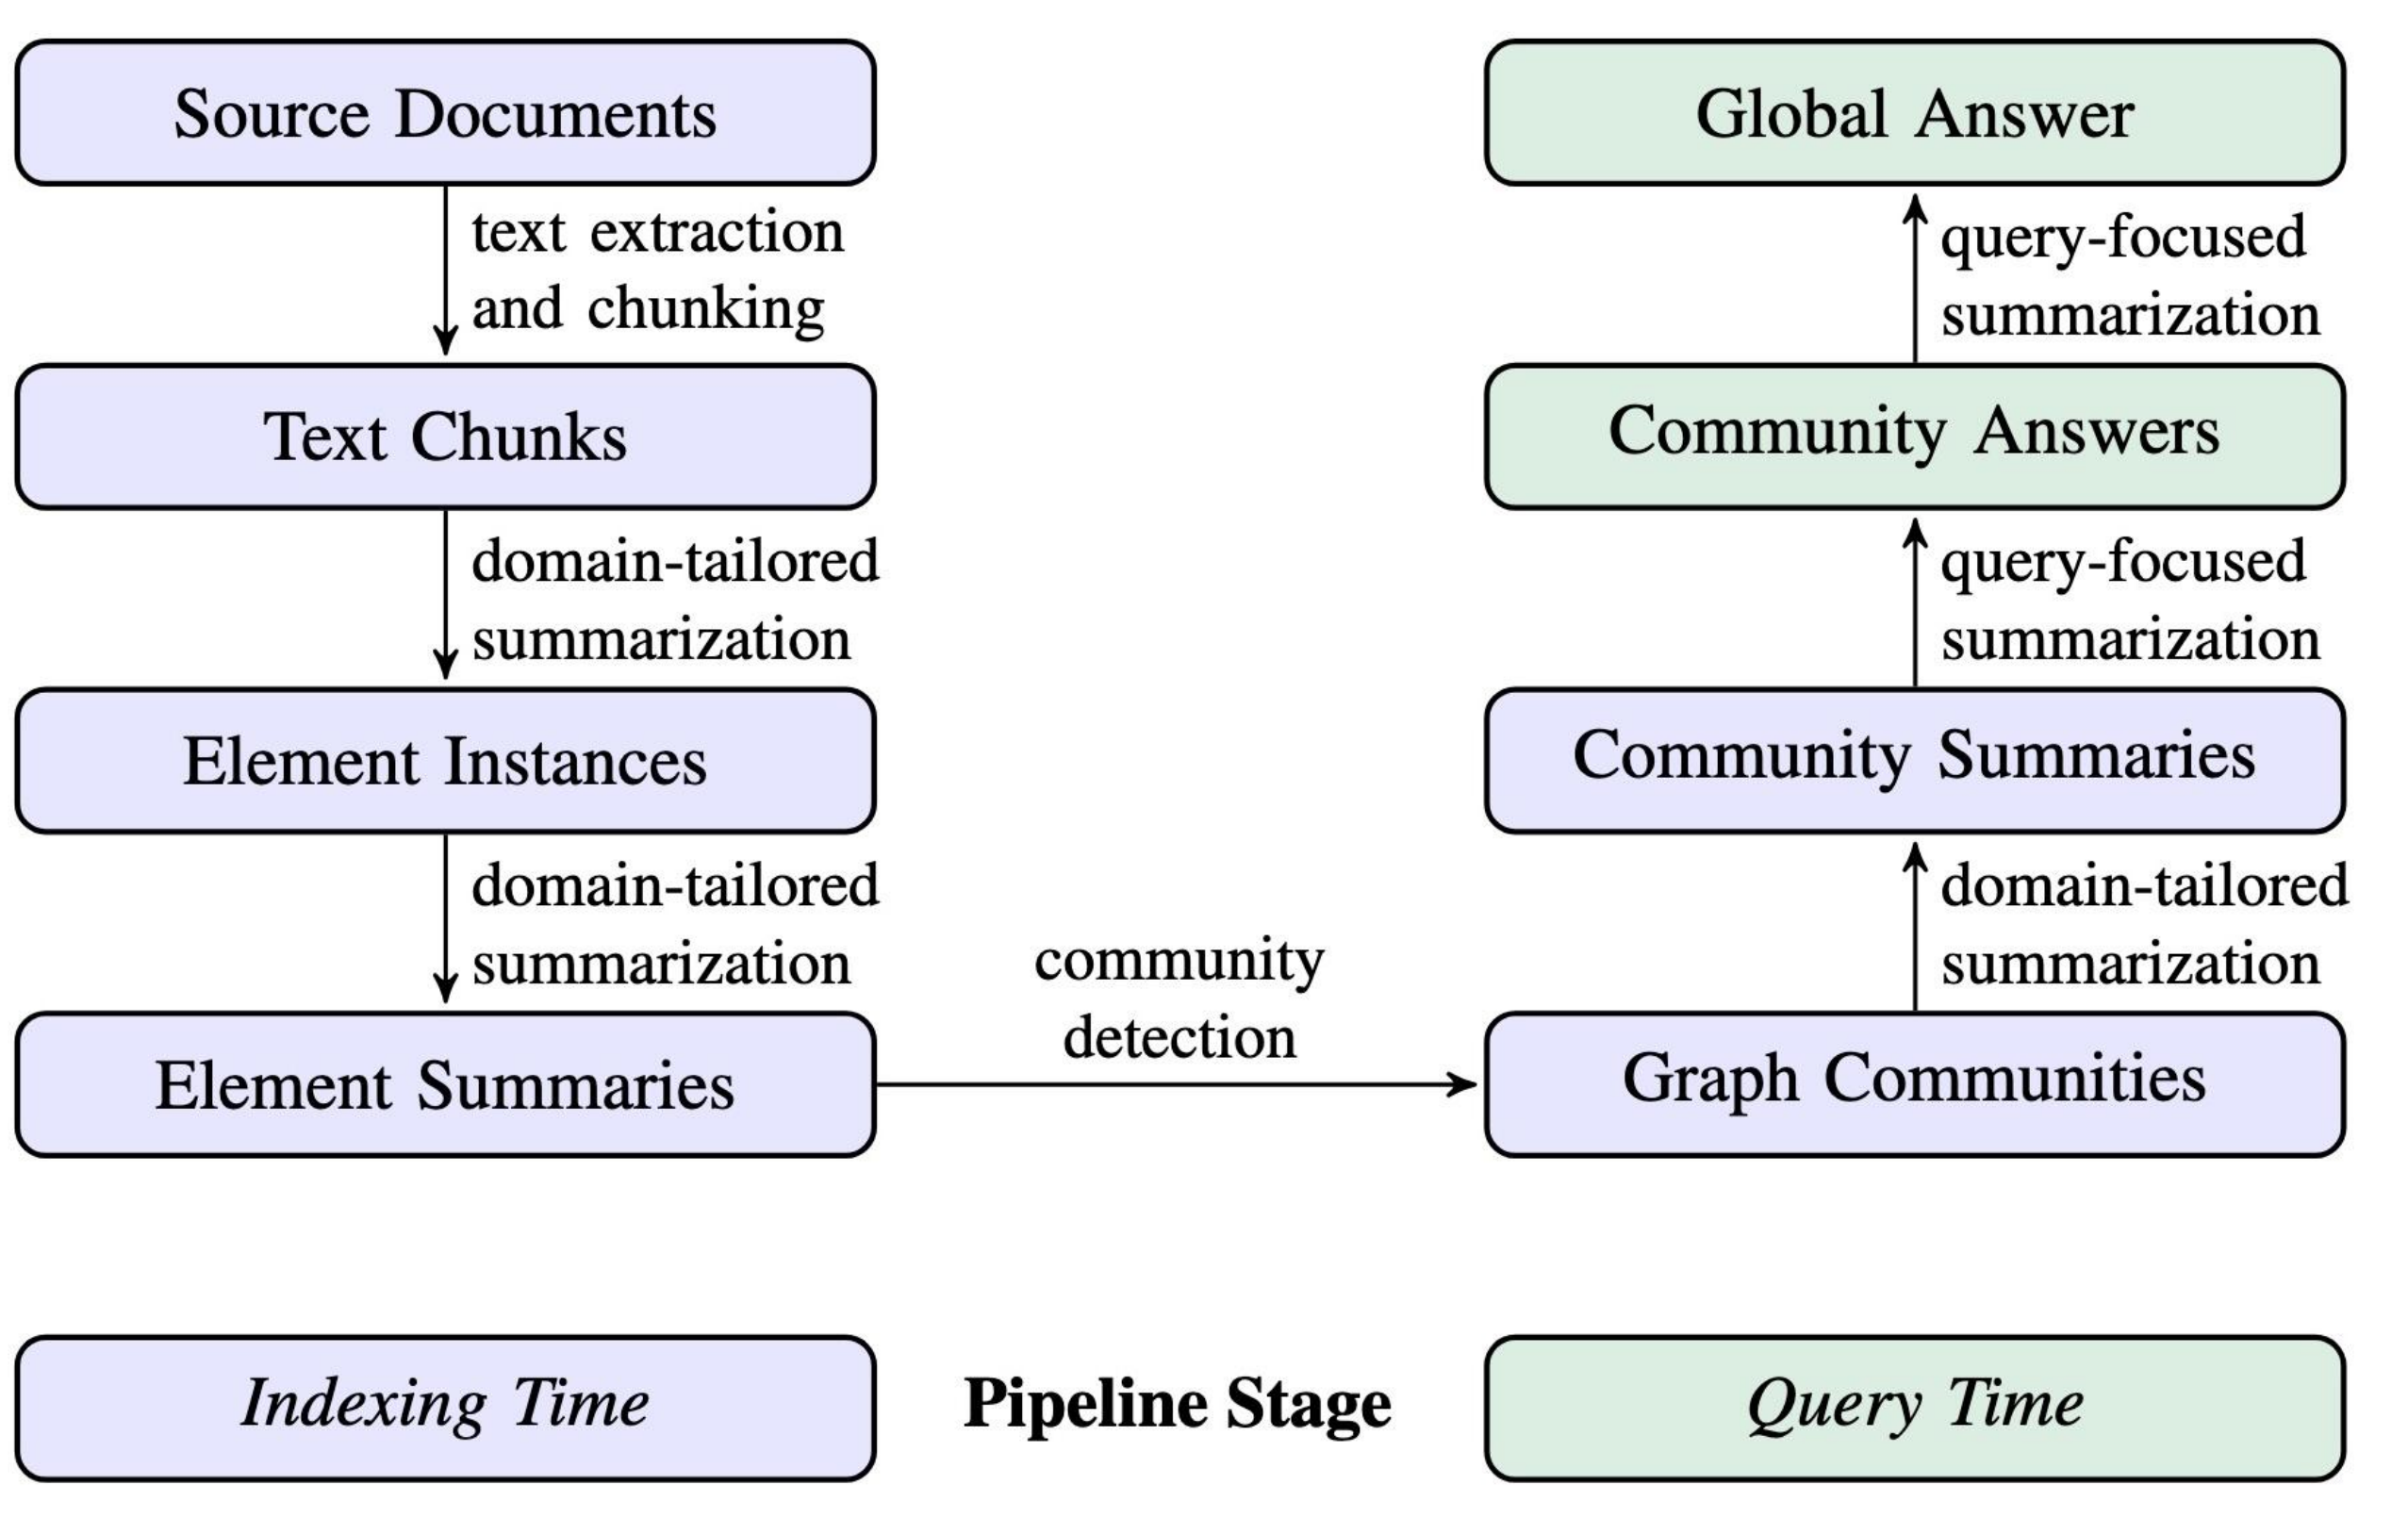 Source Documents
text extraction
and chunking
Text Chunks
domain-tailored
summarization
Element Instances
domain-tailored
summarization
Element Summaries
community
detection
Graph Communities
domain-tailored
summarization
Community Summaries
query-focused
summarization
Community Answers
query-focused
summarization
Global Answer
Indexing Time
Pipeline Stage
Query Time